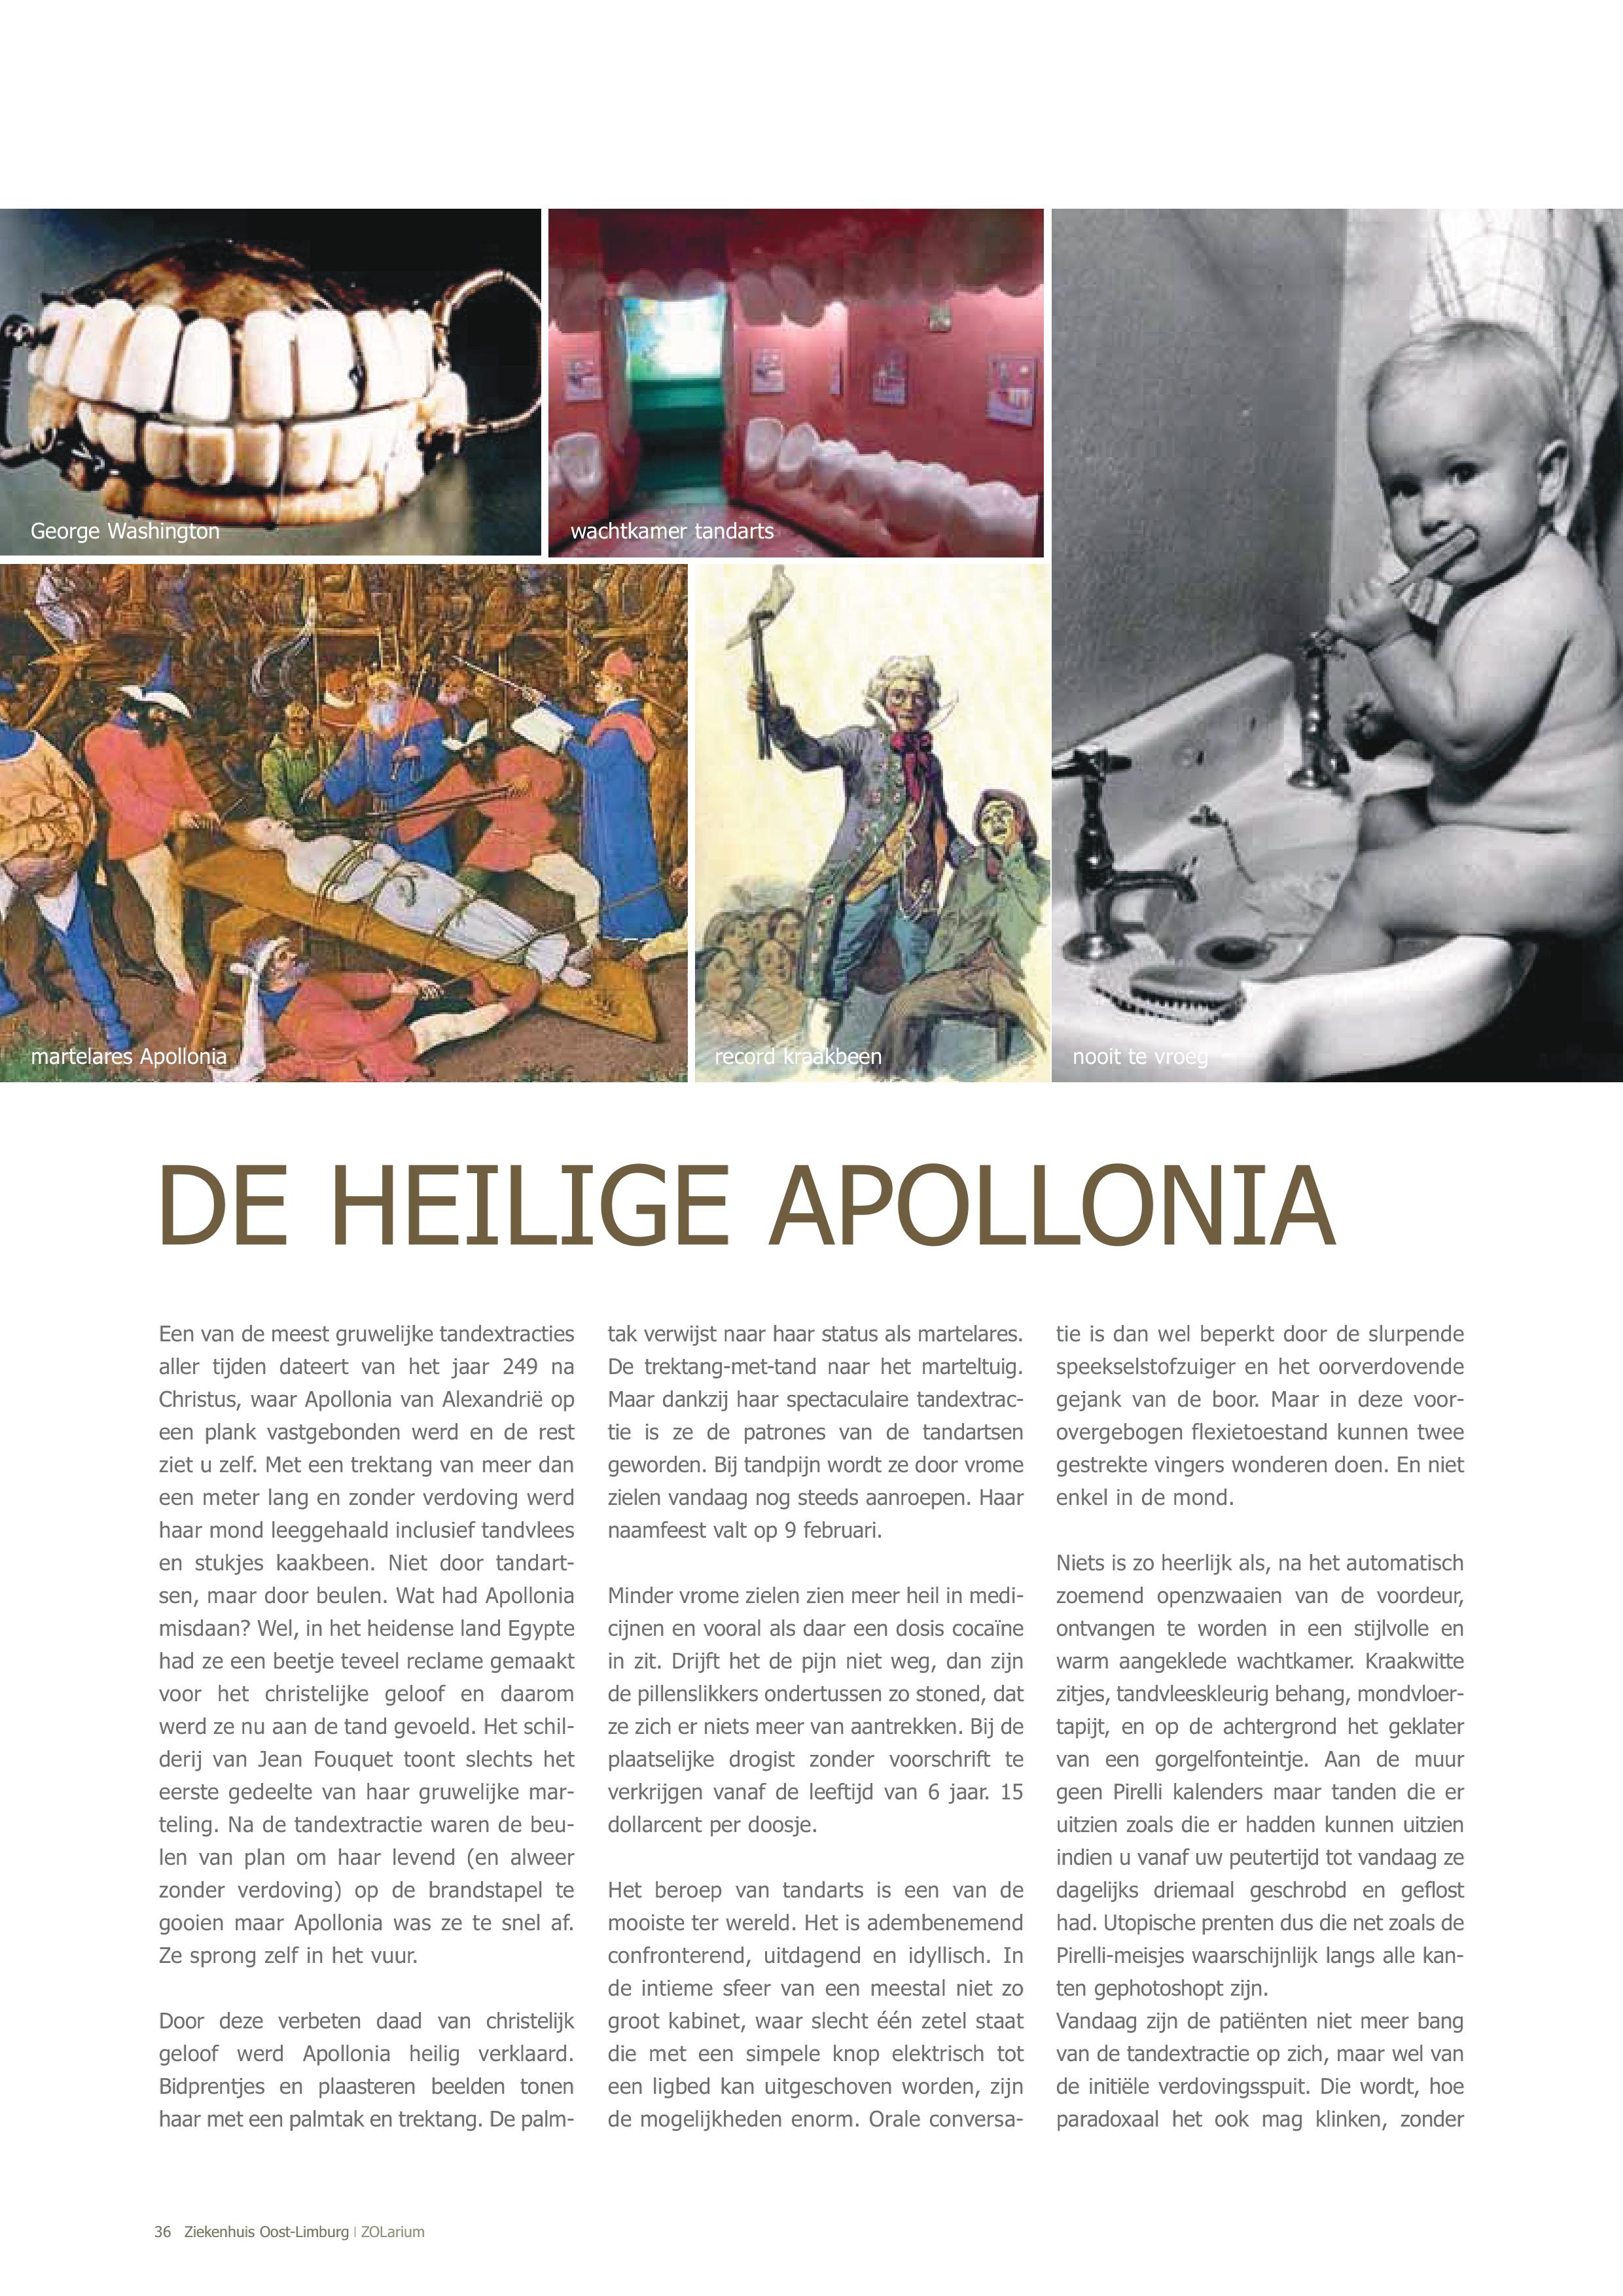 George Washington
wachtkamer tandarts
martelares Apollonia
record kraakbeen
nooit te vroeg
DE HEILIGE APOLLONIA
Een van de meest gruwelijke tandextracties
aller tijden dateert van het jaar 249 na
Christus, waar Apollonia van Alexandrië op
een plank vastgebonden werd en de rest
ziet u zelf. Met een trektang van meer dan
een meter lang en zonder verdoving werd
haar mond leeggehaald inclusief tandvlees
en stukjes kaakbeen. Niet door tandart-
sen, maar door beulen. Wat had Apollonia
misdaan? Wel, in het heidense land Egypte
had ze een beetje teveel reclame gemaakt
voor het christelijke geloof en daarom
werd ze nu aan de tand gevoeld. Het schil-
derij van Jean Fouquet toont slechts het
eerste gedeelte van haar gruwelijke mar-
teling. Na de tandextractie waren de beu-
len van plan om haar levend (en alweer
zonder verdoving) op de brandstapel te
gooien maar Apollonia was ze te snel af.
Ze sprong zelf in het vuur.
Door deze verbeten daad van christelijk
geloof werd Apollonia heilig verklaard.
Bidprentjes en plaasteren beelden tonen
haar met een palmtak en trektang. De palm-
tak verwijst naar haar status als martelares.
De trektang-met-tand naar het marteltuig.
Maar dankzij haar spectaculaire tandextrac-
tie is ze de patrones van de tandartsen
geworden. Bij tandpijn wordt ze door vrome
zielen vandaag nog steeds aanroepen. Haar
naamfeest valt op 9 februari.
Minder vrome zielen zien meer heil in medi-
cijnen en vooral als daar een dosis cocaïne
in zit. Drijft het de pijn niet weg, dan zijn
de pillenslikkers ondertussen zo stoned, dat
ze zich er niets meer van aantrekken. Bij de
plaatselijke drogist zonder voorschrift te
verkrijgen vanaf de leeftijd van 6 jaar. 15
dollarcent per doosje.
Het beroep van tandarts is een van de
mooiste ter wereld. Het is adembenemend
confronterend, uitdagend en idyllisch. In
de intieme sfeer van een meestal niet zo
groot kabinet, waar slecht één zetel staat
die met een simpele knop elektrisch tot
een ligbed kan uitgeschoven worden, zijn
de mogelijkheden enorm. Orale conversa-
tie is dan wel beperkt door de slurpende
speekselstofzuiger en het oorverdovende
gejank van de boor. Maar in deze voor-
overgebogen flexietoestand kunnen twee
gestrekte vingers wonderen doen. En niet
enkel in de mond.
Niets is zo heerlijk als, na het automatisch
zoemend openzwaaien van de voordeur,
ontvangen te worden in een stijlvolle en
warm aangeklede wachtkamer. Kraakwitte
zitjes, tandvleeskleurig behang, mondvloer-
tapijt, en op de achtergrond het geklater
van een gorgelfonteintje. Aan de muur
geen Pirelli kalenders maar tanden die er
uitzien zoals die er hadden kunnen uitzien
indien u vanaf uw peutertijd tot vandaag ze
dagelijks driemaal geschrobd en geflost
had. Utopische prenten dus die net zoals de
Pirelli-meisjes waarschijnlijk langs alle kan-
ten gephotoshopt zijn.
Vandaag zijn de patiënten niet meer bang
van de tandextractie op zich, maar wel van
de initiële verdovingsspuit. Die wordt, hoe
paradoxaal het ook mag klinken, zonder
36 Ziekenhuis Oost-Limburg | ZOLarium